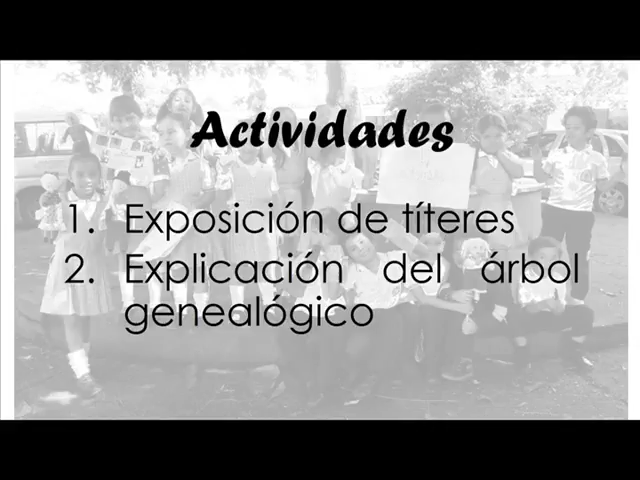 Actividades
1. Exposición de títeres
2. Explicación del árbol
genealógico